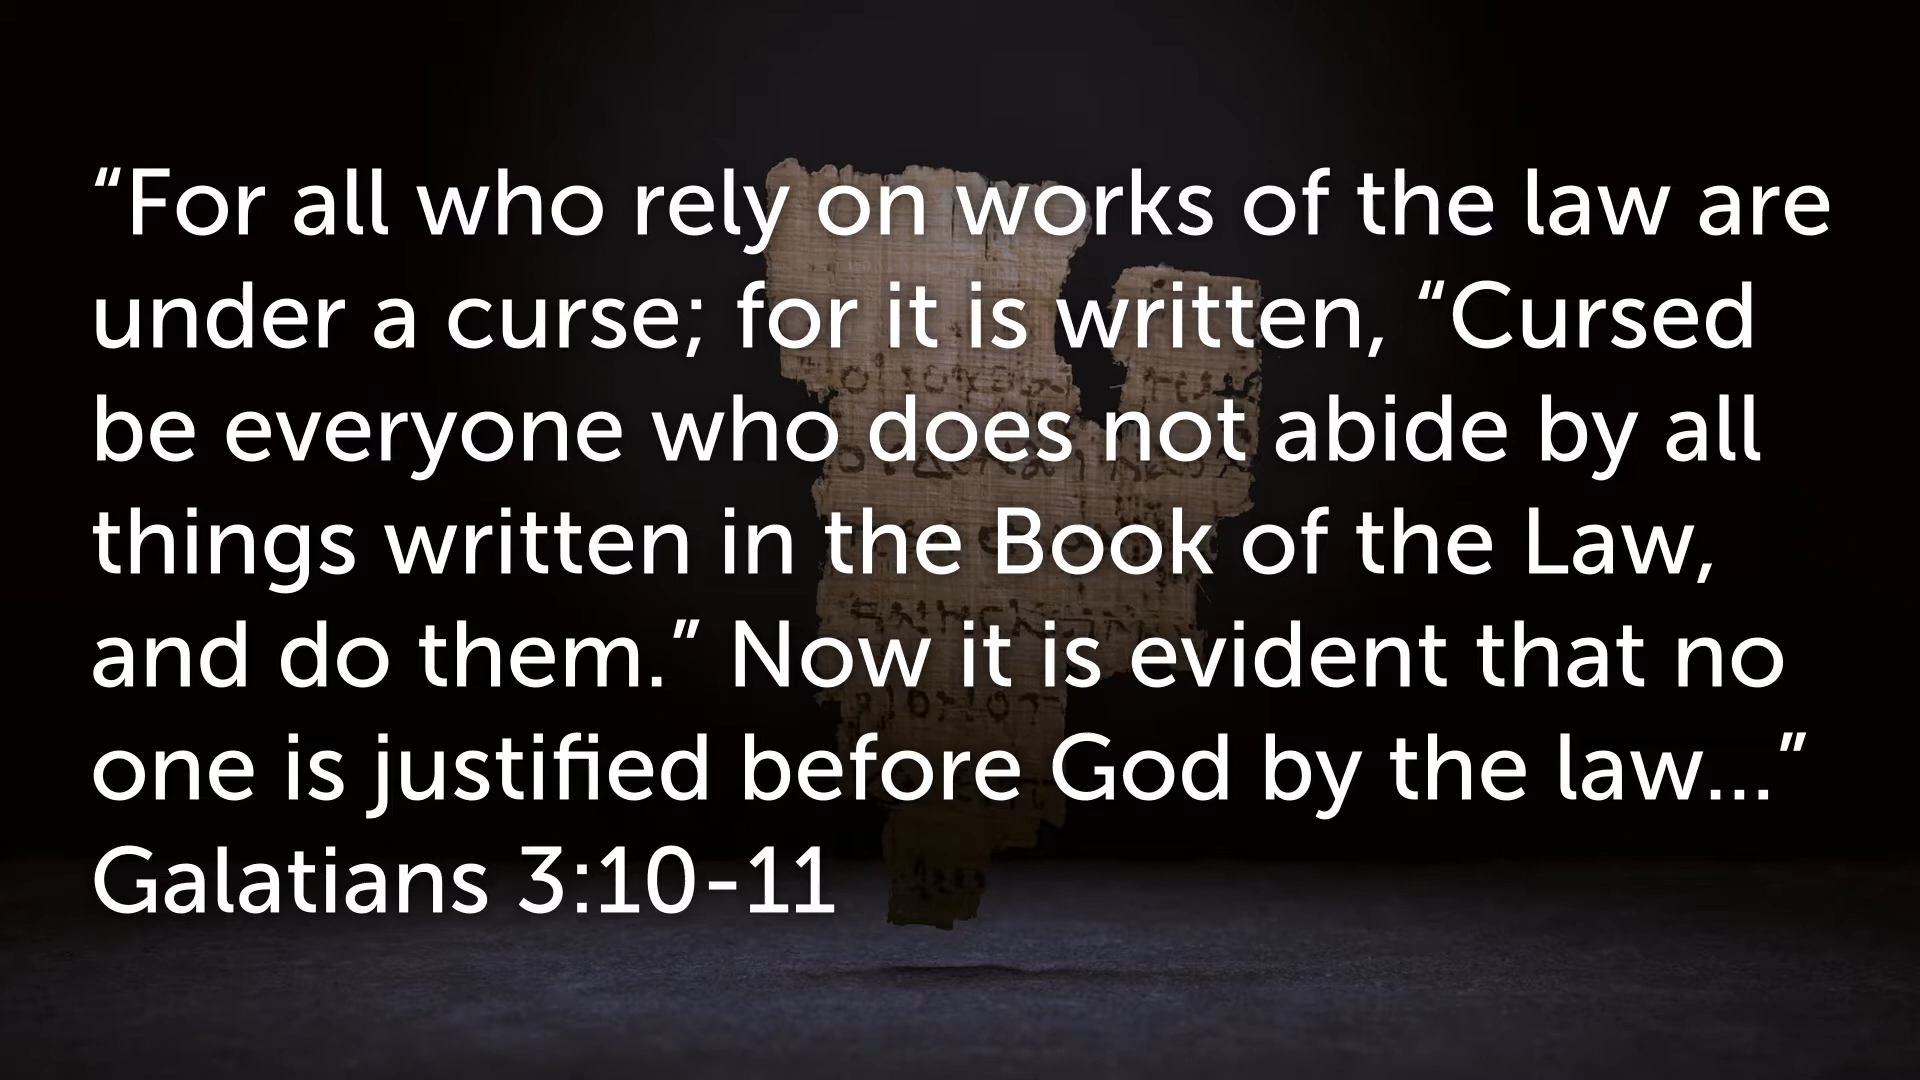 “For all who rely on works of the law are
under a curse; for it is written, “Cursed
be everyone who does not abide by all
things written in the Book of the Law,
and do them.” Now it is evident that no
one is justified before God by the law…”
Galatians 3:10-11